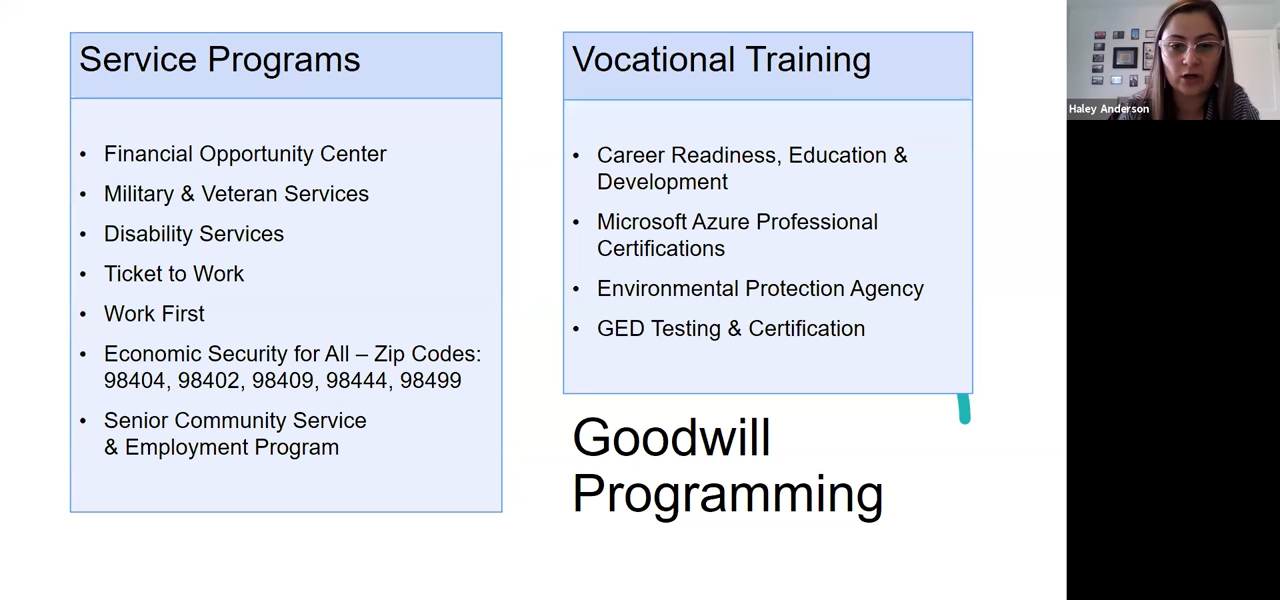 Service Programs
• Financial Opportunity Center
• Military & Veteran Services
• Disability Services
• Ticket to Work
• Work First
• Economic Security for All – Zip Codes:
98404, 98402, 98409, 98444, 98499
• Senior Community Service
& Employment Program
Vocational Training
• Career Readiness, Education &
Development
• Microsoft Azure Professional
Certifications
• Environmental Protection Agency
• GED Testing & Certification
Goodwill
Programming
Haley Anderson